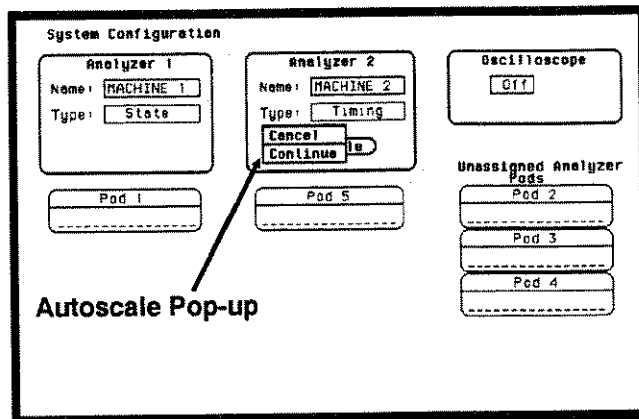 System Configuration
Analyzer 1
Name: MACHINE 1
Type: State
Analyzer 2
Name: MACHINE 2
Type: Timing
Cancel
Continue
le
Oscilloscope
Off
Pod 1
Pod 5
Unassigned Analyzer
Pods
Pod 2
Pod 3
Pod 4
Autoscale Pop-up